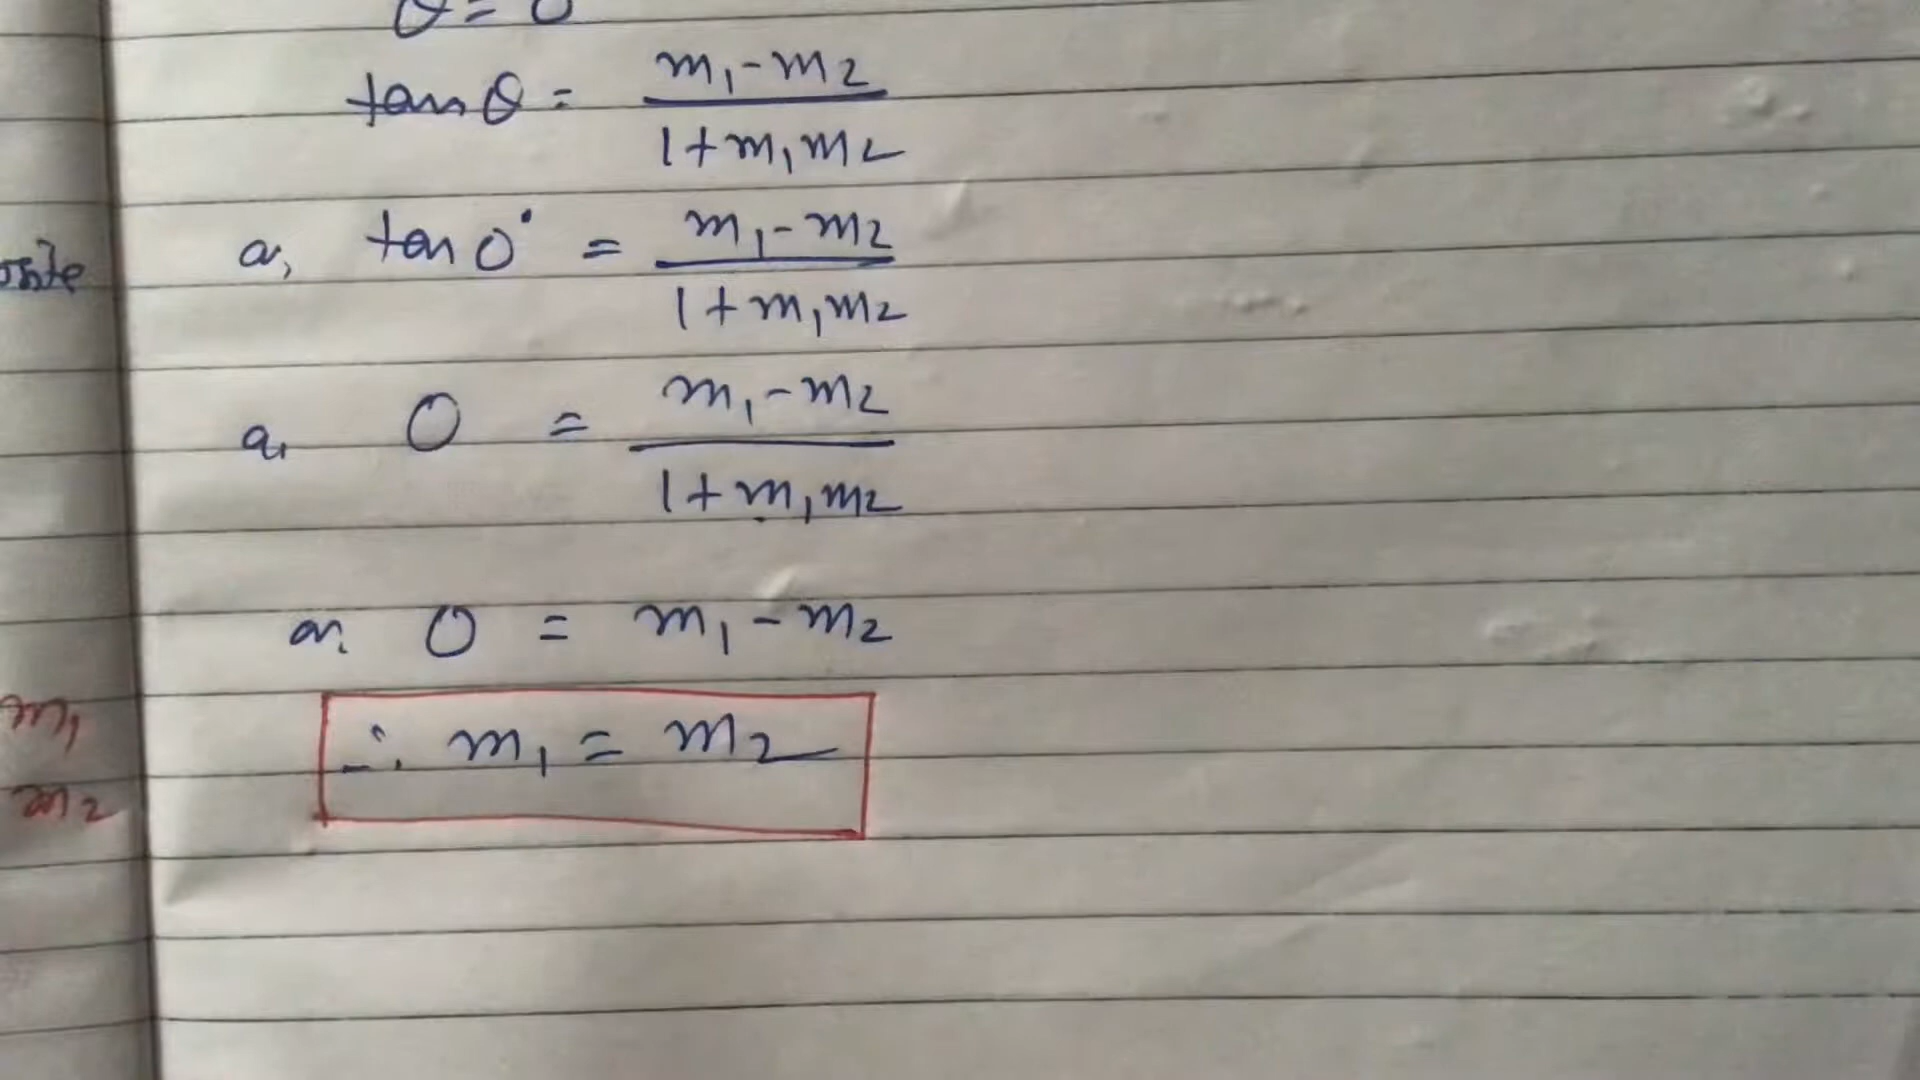 θ = 0
tan θ = (m₁ - m₂) / (1 + m₁m₂)
or, tan 0° = (m₁ - m₂) / (1 + m₁m₂)
or, 0 = (m₁ - m₂) / (1 + m₁m₂)
or, 0 = m₁ - m₂
∴ m₁ = m₂
m₁
m₂